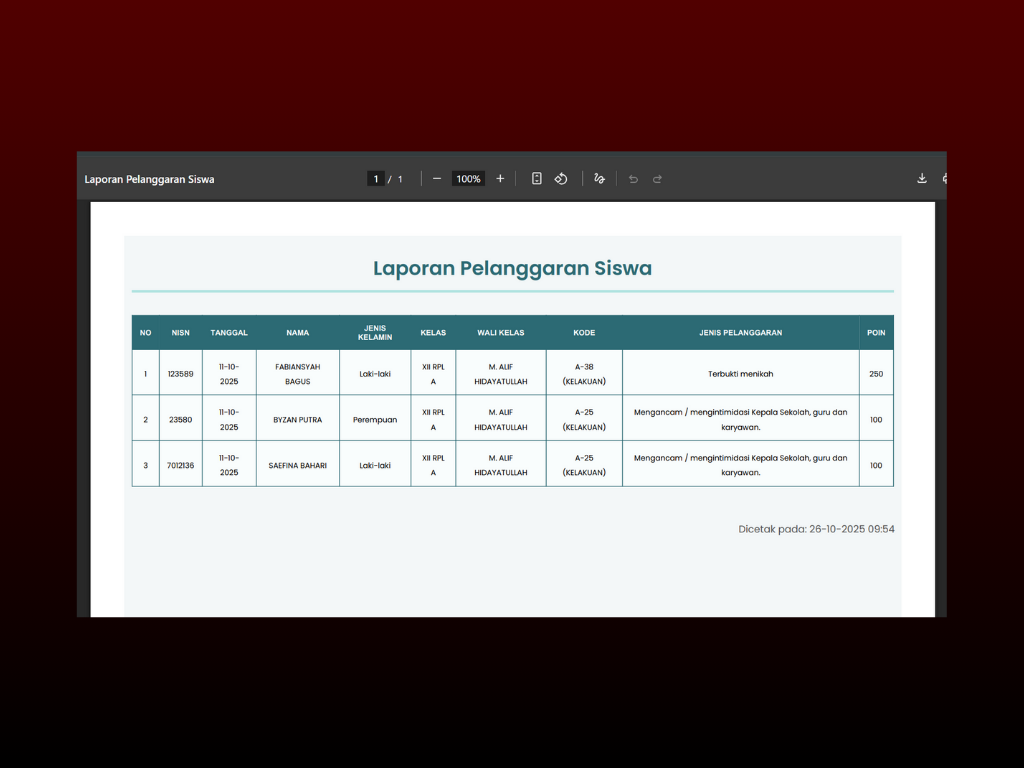 Laporan Pelanggaran Siswa
1 / 1
100%
Laporan Pelanggaran Siswa
NO NISN TANGGAL NAMA JENIS KELAMIN KELAS WALI KELAS KODE JENIS PELANGGARAN POIN
1 123589 11-10-2025 FABIANSYAH BAGUS Laki-laki XII RPL A M. ALIF HIDAYATULLAH A-38 (KELAKUAN) Terbukti menikah 250
2 23580 11-10-2025 BYZAN PUTRA Perempuan XII RPL A M. ALIF HIDAYATULLAH A-25 (KELAKUAN) Mengancam / mengintimidasi Kepala Sekolah, guru dan karyawan. 100
3 7012136 11-10-2025 SAEFINA BAHARI Laki-laki XII RPL A M. ALIF HIDAYATULLAH A-25 (KELAKUAN) Mengancam / mengintimidasi Kepala Sekolah, guru dan karyawan. 100
Dicetak pada: 26-10-2025 09:54